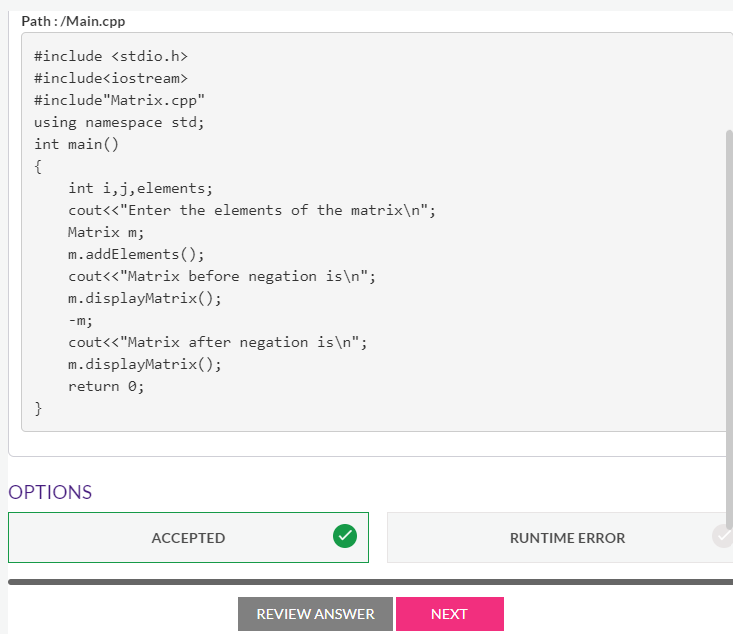 Path : /Main.cpp
#include <stdio.h>
#include<iostream>
#include"Matrix.cpp"
using namespace std;
int main()
{
    int i,j,elements;
    cout<<"Enter the elements of the matrix\n";
    Matrix m;
    m.addElements();
    cout<<"Matrix before negation is\n";
    m.displayMatrix();
    -m;
    cout<<"Matrix after negation is\n";
    m.displayMatrix();
    return 0;
}
OPTIONS
ACCEPTED
RUNTIME ERROR
REVIEW ANSWER
NEXT